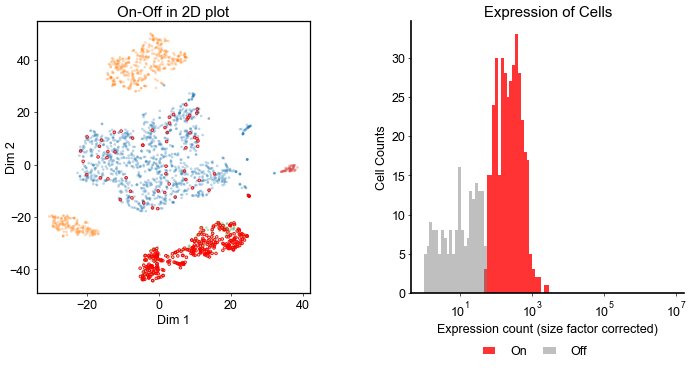 On-Off in 2D plot
Dim 2
40
20
0
−20
−40
−20
0
20
40
Dim 1
Expression of Cells
Cell Counts
30
25
20
15
10
5
0
10^1
10^3
10^5
10^7
Expression count (size factor corrected)
On
Off